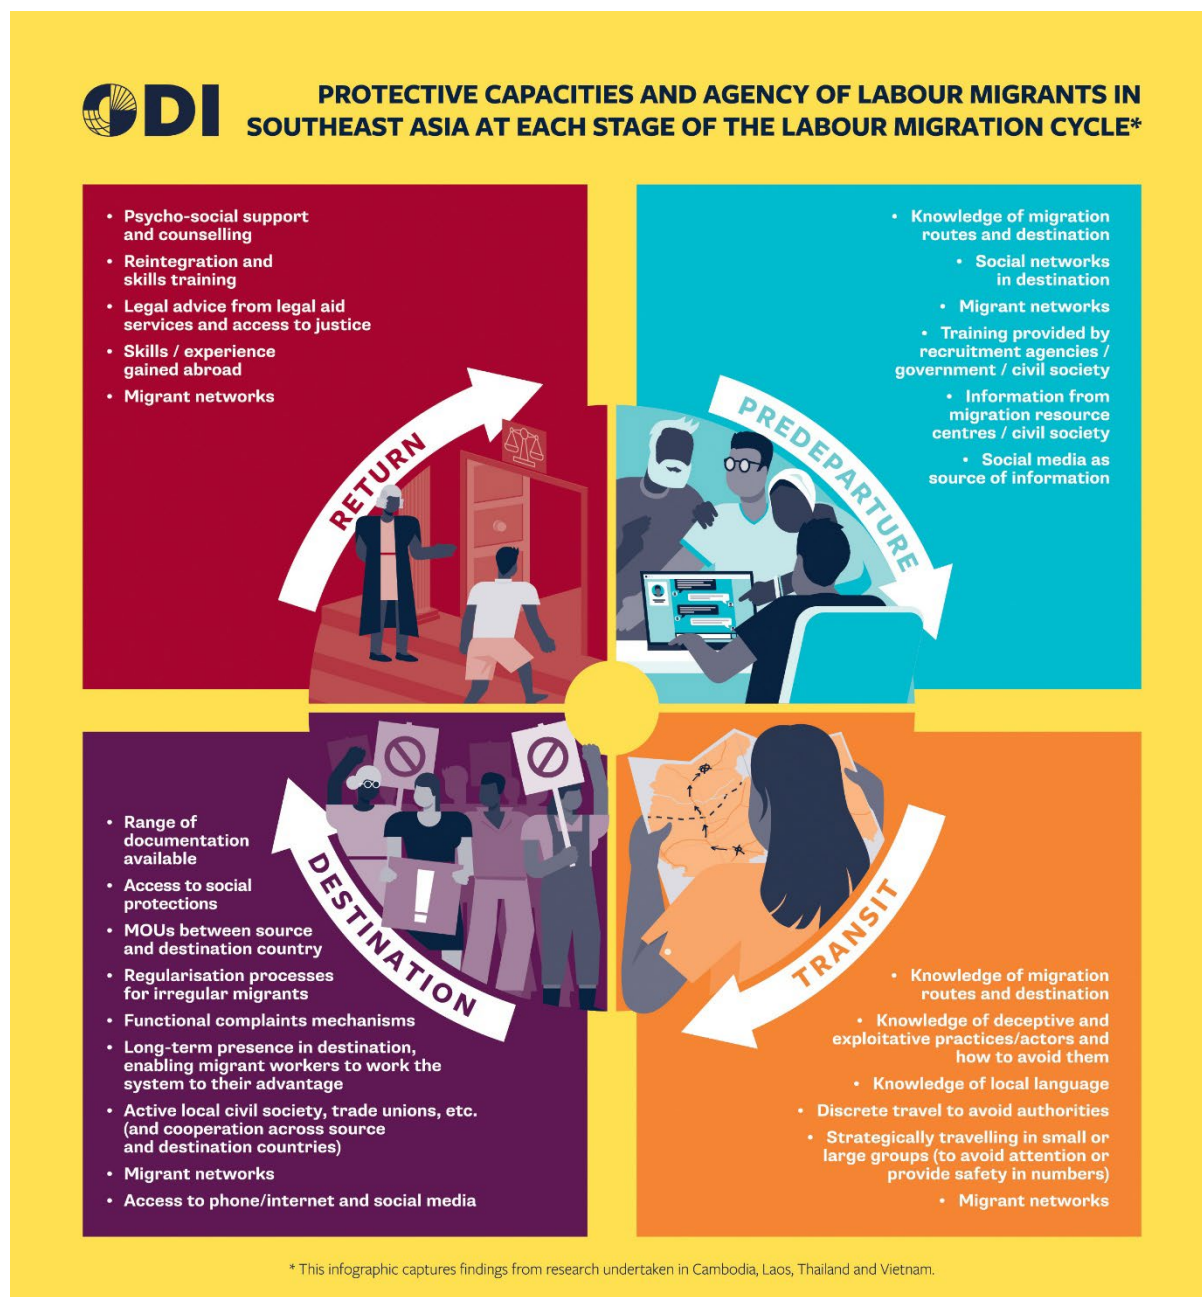 ODI
PROTECTIVE CAPACITIES AND AGENCY OF LABOUR MIGRANTS IN
SOUTHEAST ASIA AT EACH STAGE OF THE LABOUR MIGRATION CYCLE*
• Psycho-social support
and counselling
• Reintegration and
skills training
• Legal advice from legal aid
services and access to justice
• Skills / experience
gained abroad
• Migrant networks
RETURN
• Knowledge of migration
routes and destination
• Social networks
in destination
• Migrant networks
• Training provided by
recruitment agencies /
government / civil society
• Information from
migration resource
centres / civil society
• Social media as
source of information
PREDEPARTURE
• Range of
documentation
available
• Access to social
protections
• MOUs between source
and destination country
• Regularisation processes
for irregular migrants
• Functional complaints mechanisms
• Long-term presence in destination,
enabling migrant workers to work the
system to their advantage
• Active local civil society, trade unions, etc.
(and cooperation across source
and destination countries)
• Migrant networks
• Access to phone/internet and social media
DESTINATION
!
TRANSIT
• Knowledge of migration
routes and destination
• Knowledge of deceptive and
exploitative practices/actors and
how to avoid them
• Knowledge of local language
• Discrete travel to avoid authorities
• Strategically travelling in small or
large groups (to avoid attention or
provide safety in numbers)
• Migrant networks
* This infographic captures findings from research undertaken in Cambodia, Laos, Thailand and Vietnam.